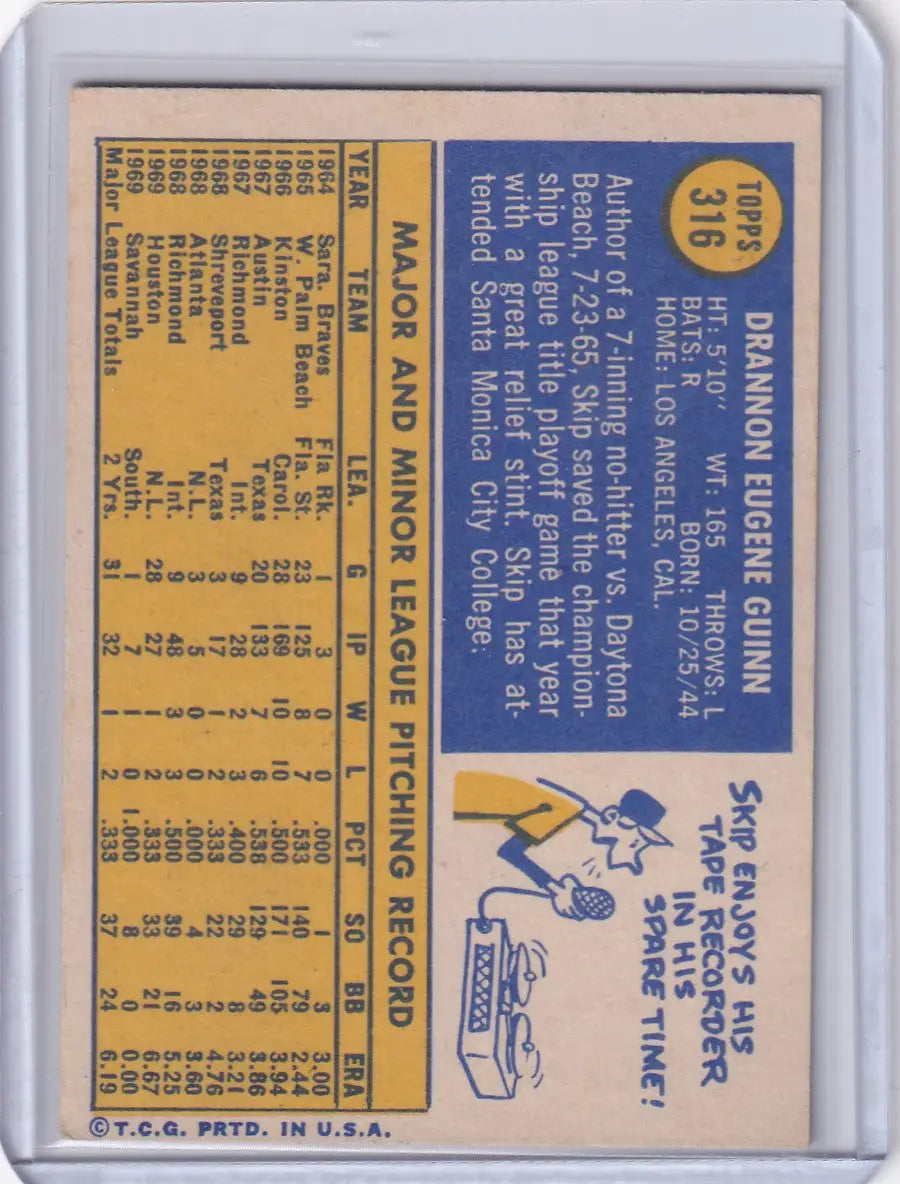 TOPPS
316
DRANNON EUGENE GUINN
HT: 5'10" WT: 165 THROWS: L
BATS: R BORN: 10/25/44
HOME: LOS ANGELES, CAL.
Author of a 7-inning no-hitter vs. Daytona
Beach, 7-23-65, Skip saved the champion-
ship league title playoff game that year
with a great relief stint. Skip has at-
tended Santa Monica City College.
SKIP ENJOYS HIS
TAPE RECORDER
IN HIS
SPARE TIME!
MAJOR AND MINOR LEAGUE PITCHING RECORD
YEAR TEAM LEA. G IP W L PCT SO BB ERA
1964 Sara. Braves Fla Rk. 1 3 0 0 .000 1 3 3.00
1965 W. Palm Beach Fla. St. 23 125 8 7 .533 140 79 2.44
1966 Kinston Carol. 28 169 10 10 .500 171 105 3.94
1967 Austin Texas 20 133 7 6 .538 129 49 3.86
1967 Richmond Int. 9 28 2 3 .400 29 8 3.21
1968 Shreveport Texas 3 17 1 2 .333 22 2 4.76
1968 Atlanta N.L. 3 5 0 0 .000 4 3 3.60
1968 Richmond Int. 9 48 3 3 .500 39 16 5.25
1969 Houston N.L. 28 27 1 2 .333 33 21 6.67
1969 Savannah South. 1 7 1 0 1.000 8 0 0.00
Major League Totals 2 Yrs. 31 32 1 2 .333 37 24 6.19
© T.C.G. PRTD. IN U.S.A.